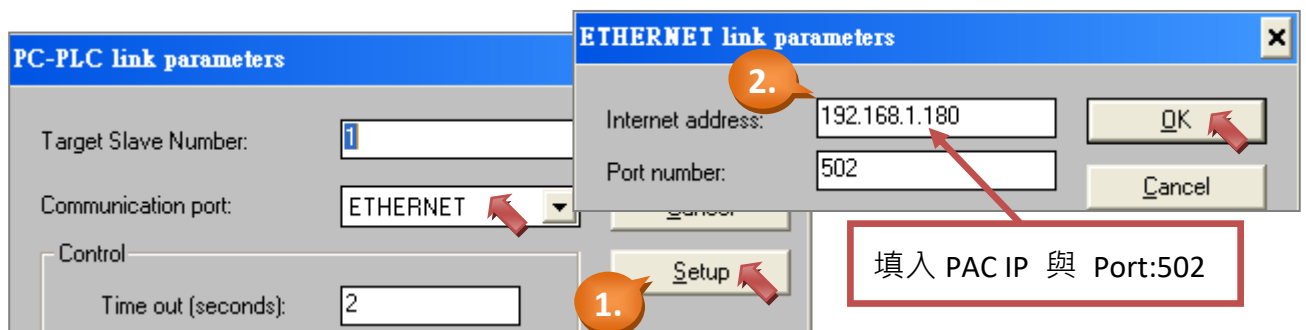 PC-PLC link parameters
Target Slave Number:
1
Communication port:
ETHERNET
Control
Time out (seconds):
2
Setup
1.
ETHERNET link parameters
2.
Internet address:
192.168.1.180
Port number:
502
OK
Cancel
填入 PAC IP 與 Port:502